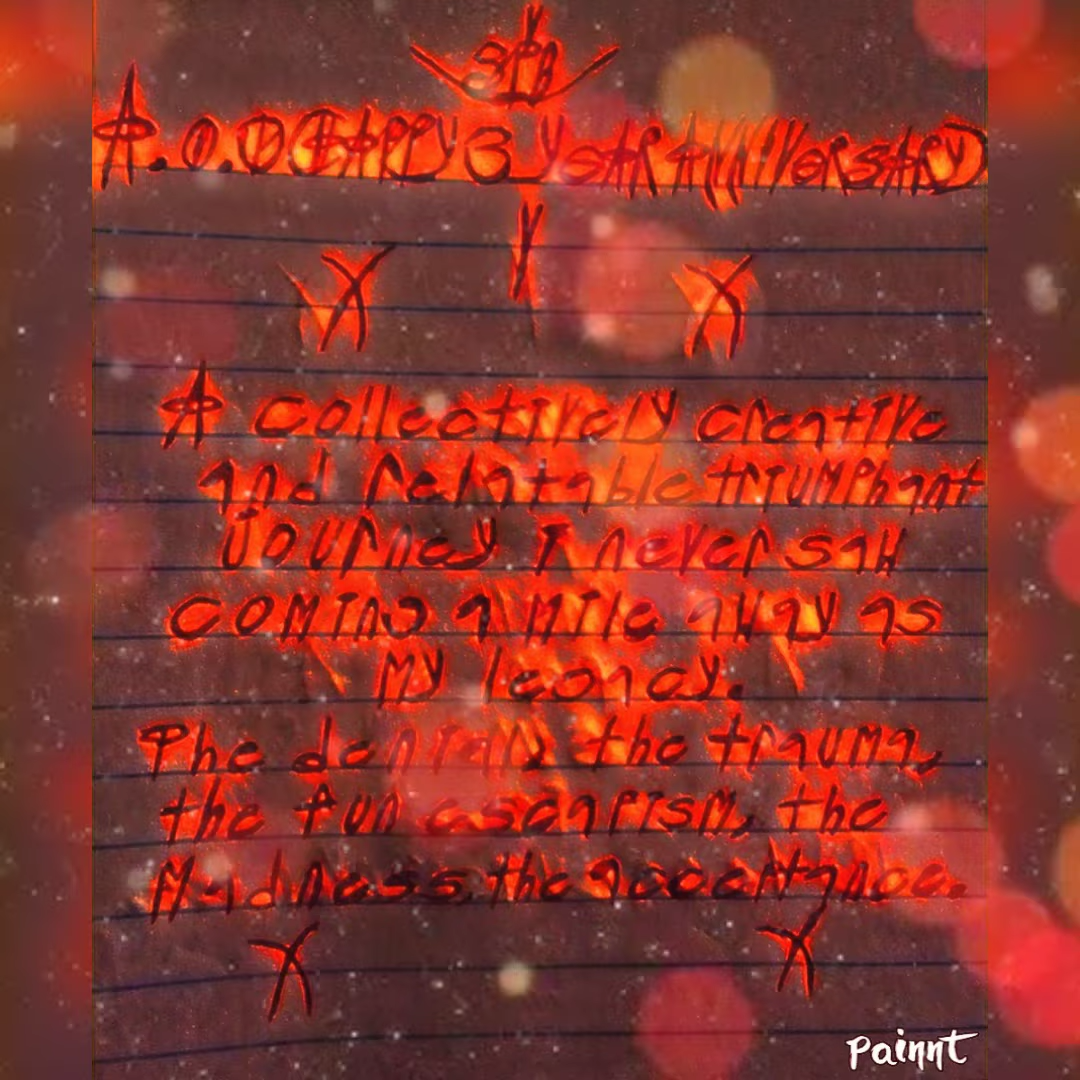 A.O.D HAPPY 3 YEAR ANNIVERSARY
X X
A collectively creative
and relatable triumphant
Journey I never saw
coming a mile away as
my legacy.
The denial, the trauma,
the fun escapism, the
Madness, the acceptance.
X X
Painnt